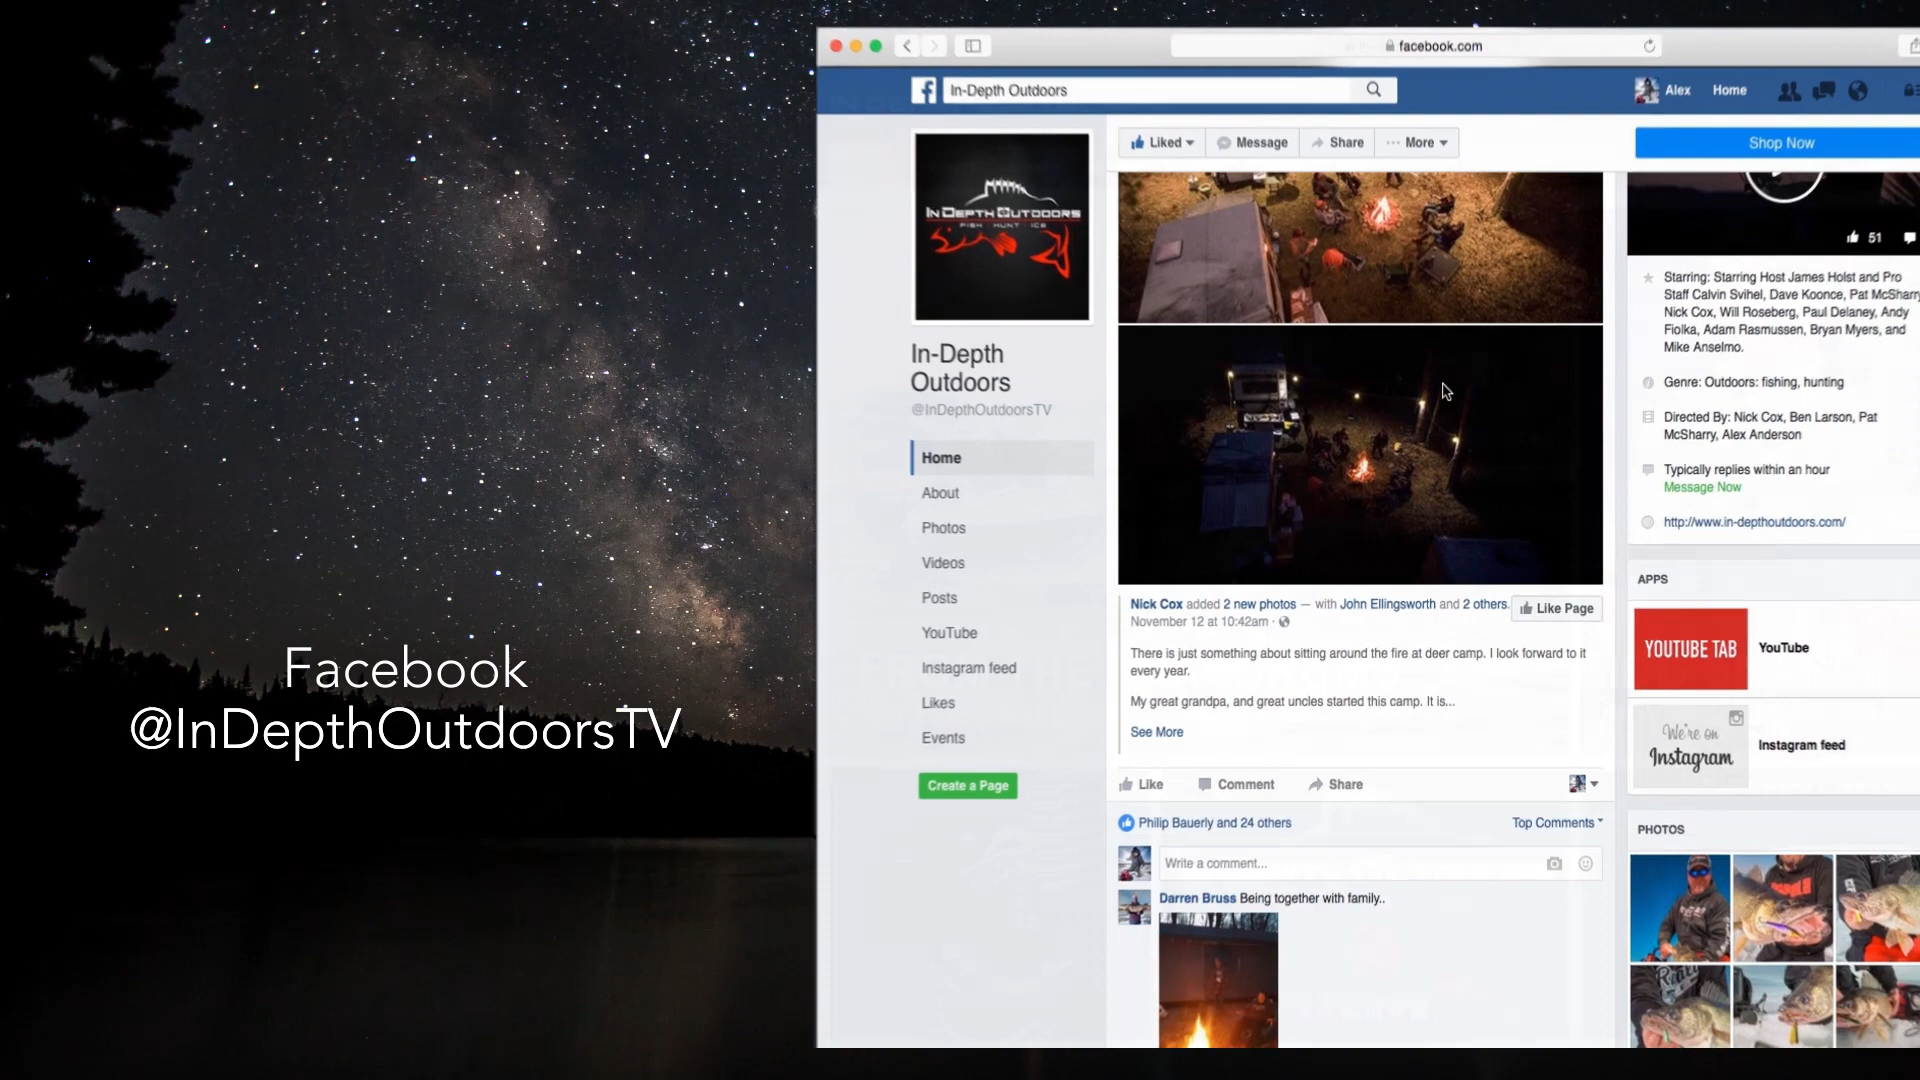 facebook.com
In-Depth Outdoors
Alex
Home
Liked
Message
Share
More
Shop Now
IN DEPTH OUTDOORS
FISH HUNT ICE
In-Depth
Outdoors
@InDepthOutdoorsTV
Home
About
Photos
Videos
Posts
YouTube
Instagram feed
Likes
Events
Create a Page
Facebook
@InDepthOutdoorsTV
Nick Cox added 2 new photos — with John Ellingsworth and 2 others.
Like Page
November 12 at 10:42am ·
There is just something about sitting around the fire at deer camp. I look forward to it
every year.
My great grandpa, and great uncles started this camp. It is...
See More
Like
Comment
Share
Philip Bauerly and 24 others
Top Comments
Write a comment...
Darren Bruss Being together with family..
51
Starring: Starring Host James Holst and Pro
Staff Calvin Svihel, Dave Koonce, Pat McSharry
Nick Cox, Will Roseberg, Paul Delaney, Andy
Fiolka, Adam Rasmussen, Bryan Myers, and
Mike Anselmo.
Genre: Outdoors: fishing, hunting
Directed By: Nick Cox, Ben Larson, Pat
McSharry, Alex Anderson
Typically replies within an hour
Message Now
http://www.in-depthoutdoors.com/
APPS
YOUTUBE TAB
YouTube
We're on
Instagram
Instagram feed
PHOTOS